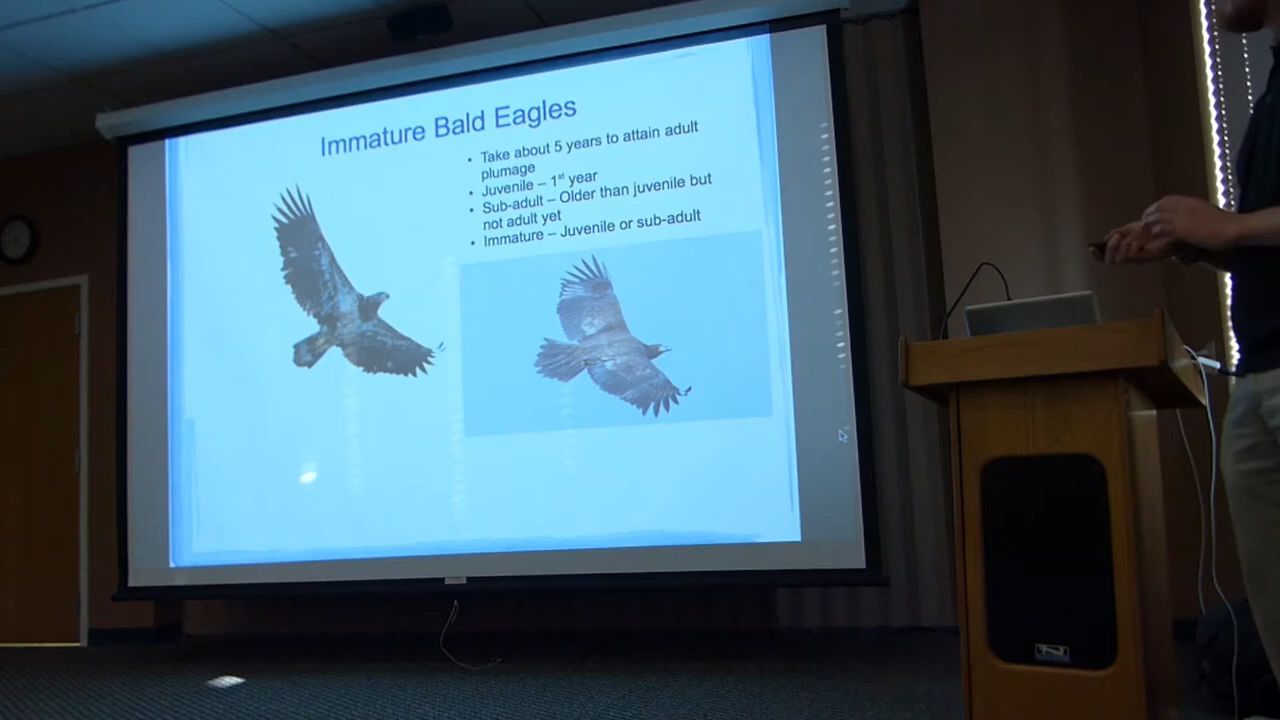 Immature Bald Eagles
• Take about 5 years to attain adult
plumage
• Juvenile – 1st year
• Sub-adult – Older than juvenile but
not adult yet
• Immature – Juvenile or sub-adult